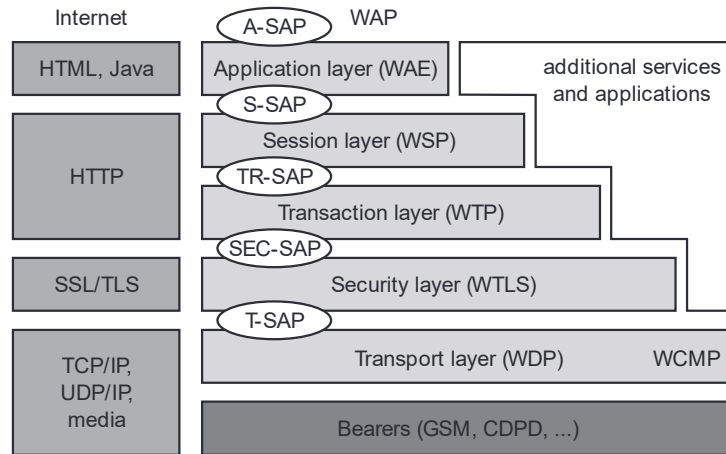 Internet
WAP
A-SAP
HTML, Java
Application layer (WAE)
additional services
and applications
S-SAP
HTTP
Session layer (WSP)
TR-SAP
Transaction layer (WTP)
SEC-SAP
SSL/TLS
Security layer (WTLS)
T-SAP
TCP/IP,
UDP/IP,
media
Transport layer (WDP)
WCMP
Bearers (GSM, CDPD, ...)